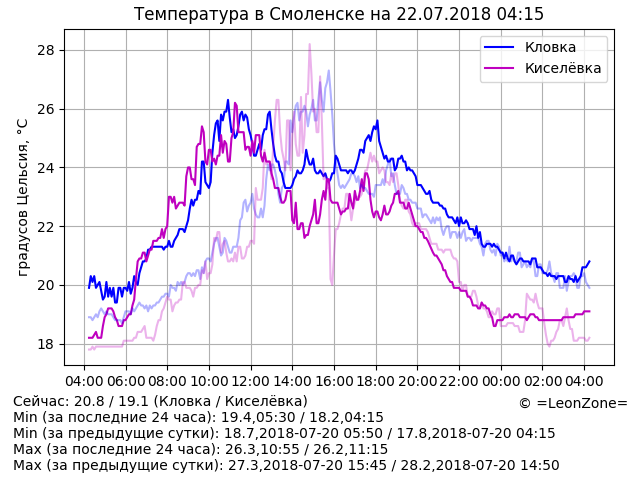 Температура в Смоленске на 22.07.2018 04:15
28
26
24
22
20
18
градусов Цельсия, °C
Кловка
Киселёвка
04:00 06:00 08:00 10:00 12:00 14:00 16:00 18:00 20:00 22:00 00:00 02:00 04:00
Сейчас: 20.8 / 19.1 (Кловка / Киселёвка)
© =LeonZone=
Min (за последние 24 часа): 19.4,05:30 / 18.2,04:15
Min (за предыдущие сутки): 18.7,2018-07-20 05:50 / 17.8,2018-07-20 04:15
Max (за последние 24 часа): 26.3,10:55 / 26.2,11:15
Max (за предыдущие сутки): 27.3,2018-07-20 15:45 / 28.2,2018-07-20 14:50